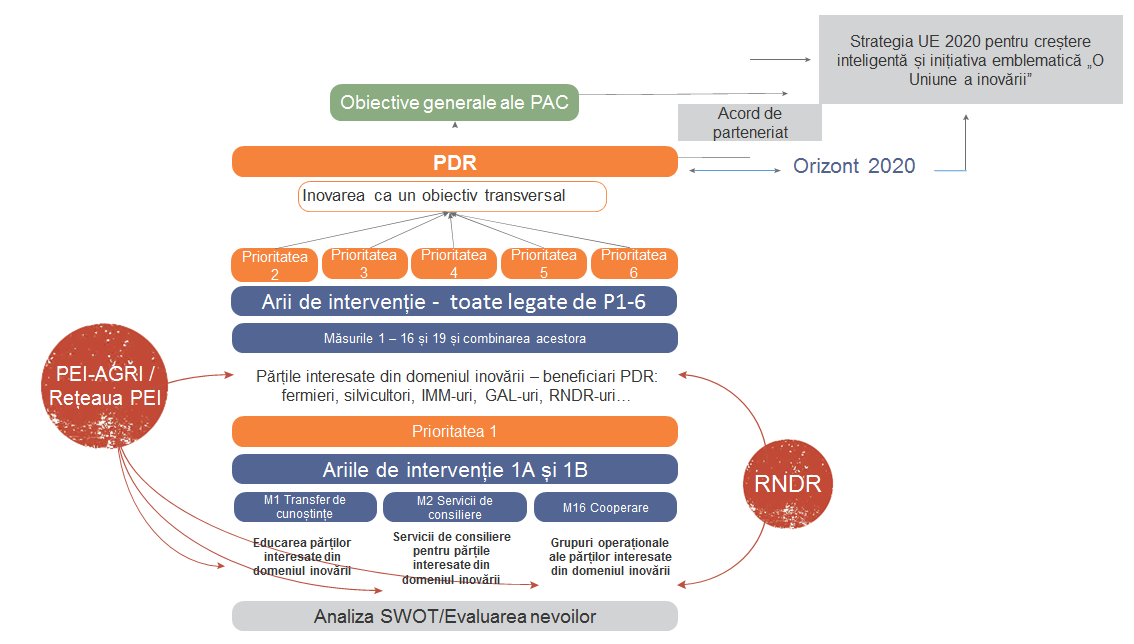 Strategia UE 2020 pentru creștere
inteligentă și inițiativa emblematică „O
Uniune a inovării”
Obiective generale ale PAC
Acord de
parteneriat
PDR
Orizont 2020
Inovarea ca un obiectiv transversal
Prioritatea
2
Prioritatea
3
Prioritatea
4
Prioritatea
5
Prioritatea
6
Arii de intervenție - toate legate de P1-6
Măsurile 1 – 16 și 19 și combinarea acestora
PEI-AGRI /
Rețeaua PEI
Părțile interesate din domeniul inovării – beneficiari PDR:
fermieri, silvicultori, IMM-uri, GAL-uri, RNDR-uri…
Prioritatea 1
Ariile de intervenție 1A și 1B
RNDR
M1 Transfer de
cunoștințe
M2 Servicii de
consiliere
M16 Cooperare
Educarea părților
interesate din
domeniul inovării
Servicii de consiliere
pentru părțile
interesate din
domeniul inovării
Grupuri operaționale
ale părților interesate
din domeniul inovării
Analiza SWOT/Evaluarea nevoilor